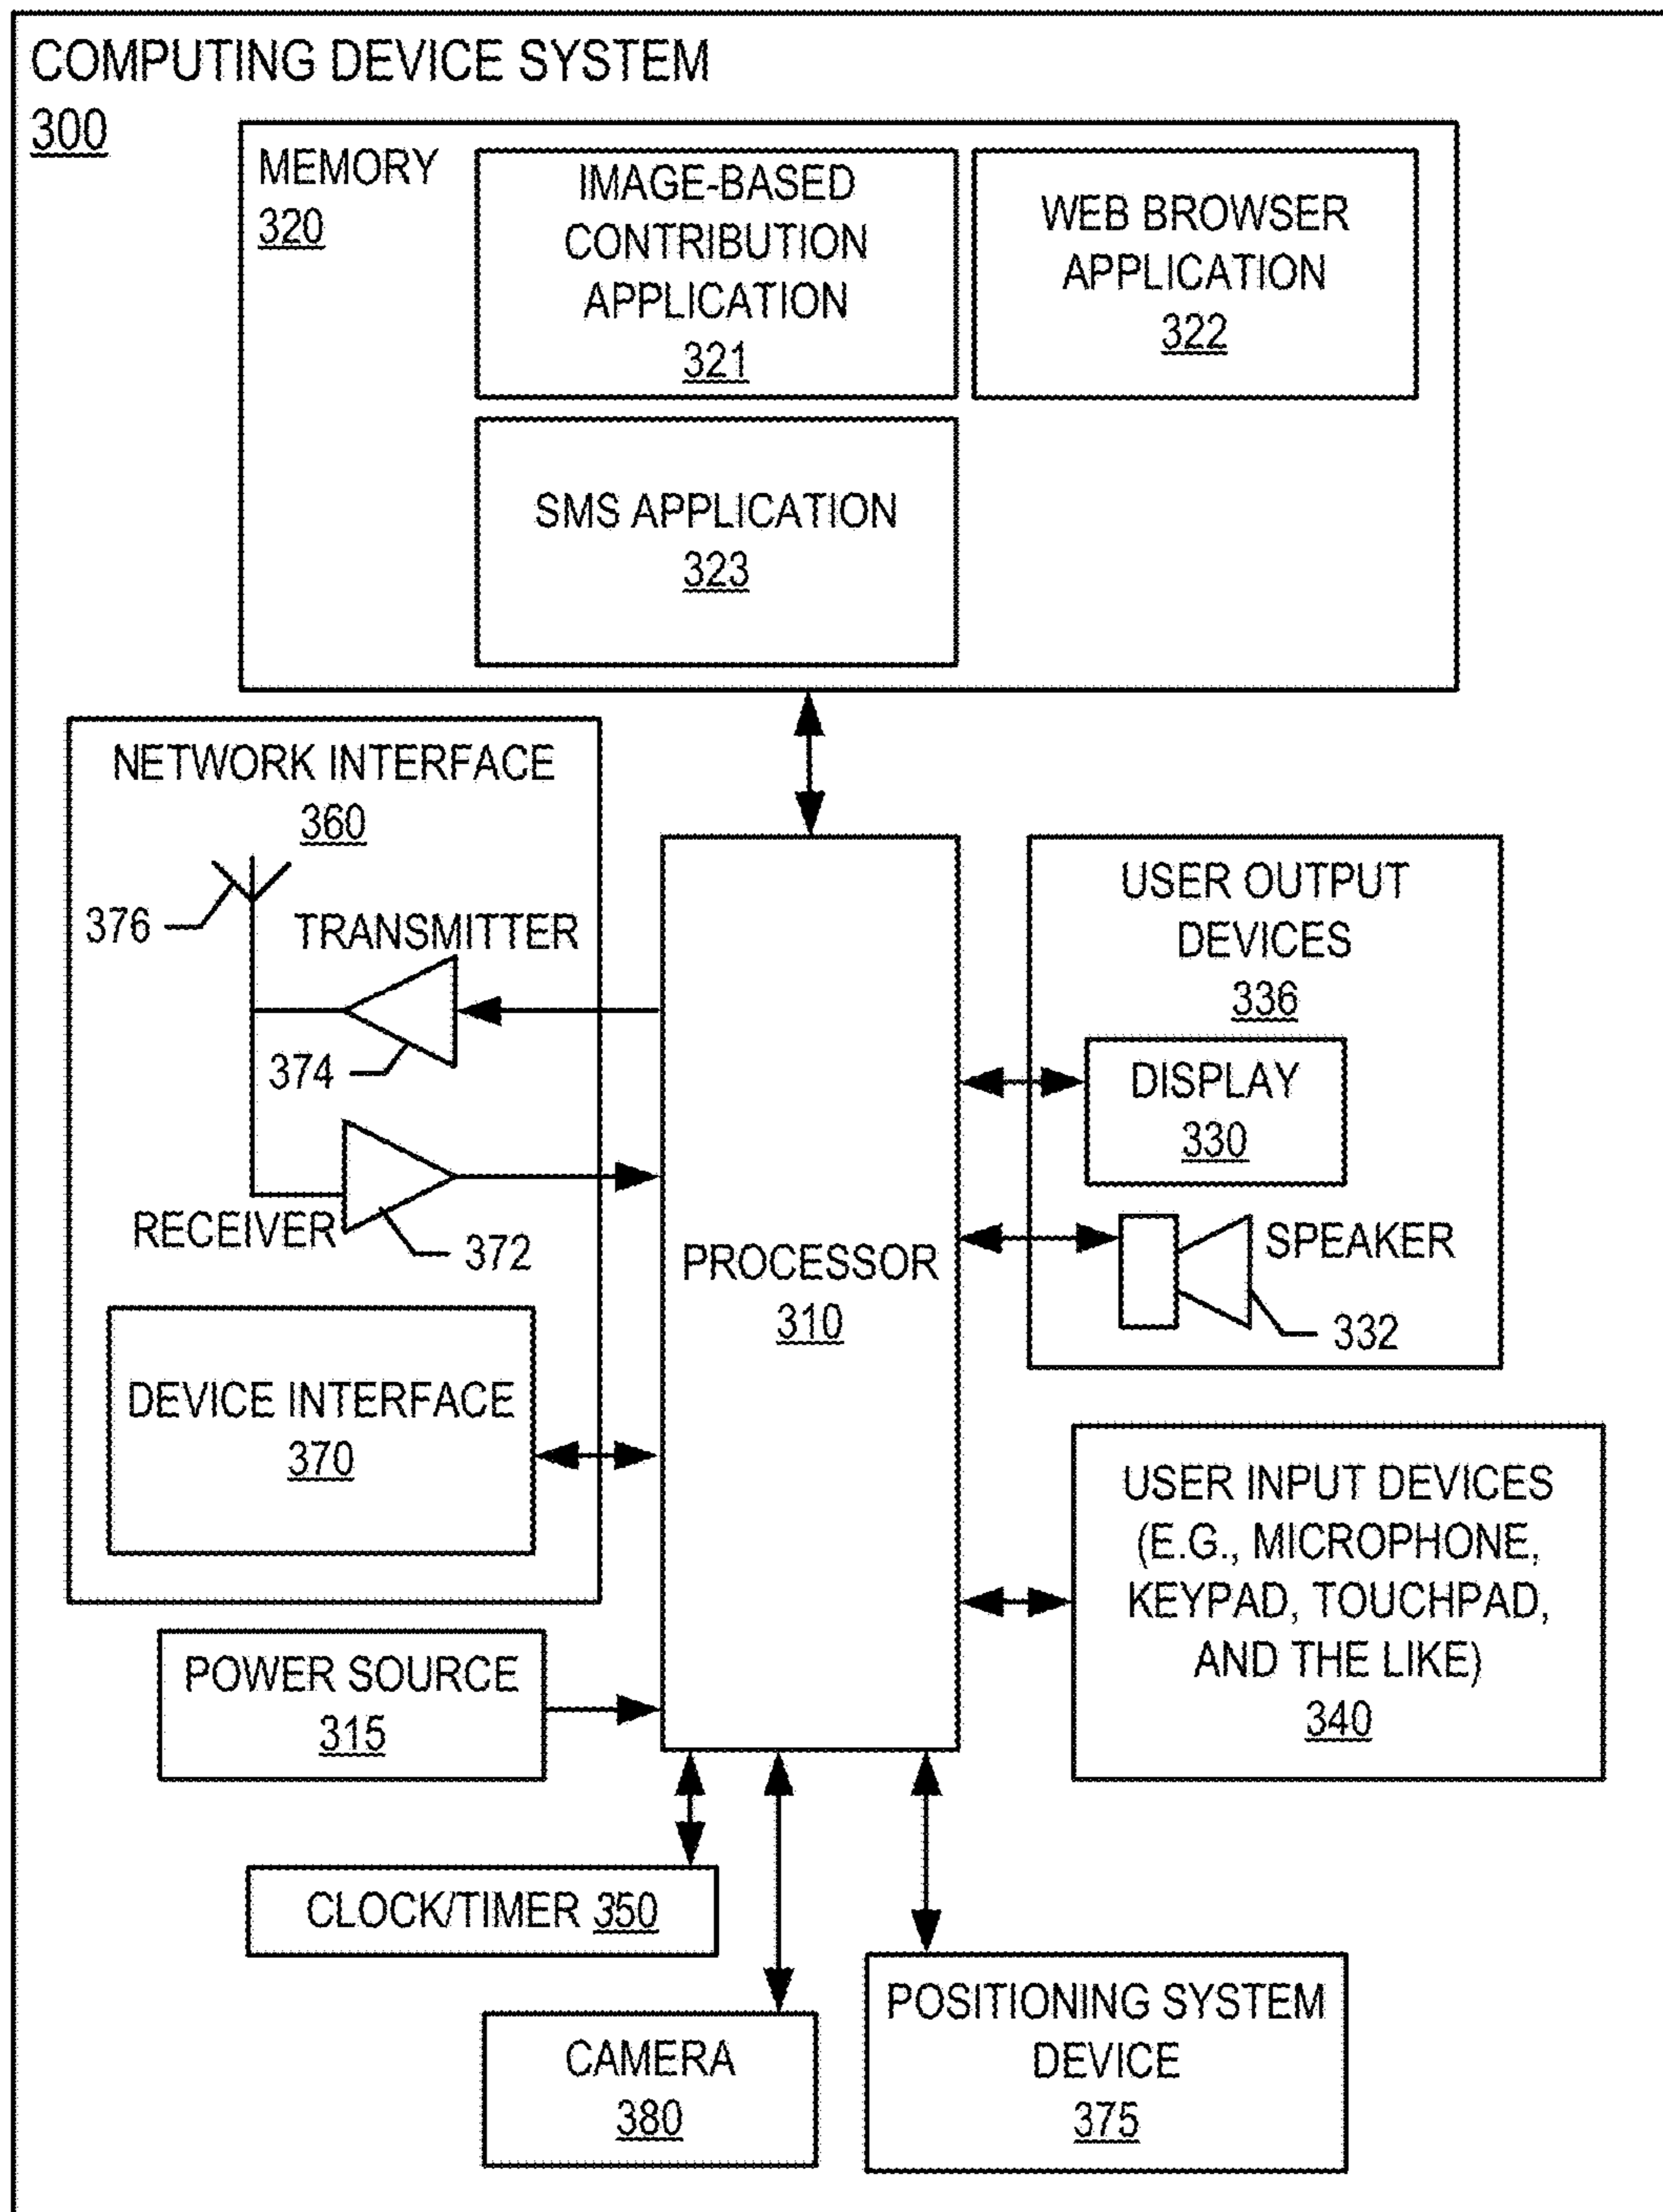 COMPUTING DEVICE SYSTEM
300
MEMORY
320
IMAGE-BASED
CONTRIBUTION
APPLICATION
321
WEB BROWSER
APPLICATION
322
SMS APPLICATION
323
NETWORK INTERFACE
360
376
TRANSMITTER
374
RECEIVER
372
DEVICE INTERFACE
370
PROCESSOR
310
USER OUTPUT
DEVICES
336
DISPLAY
330
SPEAKER
332
USER INPUT DEVICES
(E.G., MICROPHONE,
KEYPAD, TOUCHPAD,
AND THE LIKE)
340
POWER SOURCE
315
CLOCK/TIMER 350
CAMERA
380
POSITIONING SYSTEM
DEVICE
375